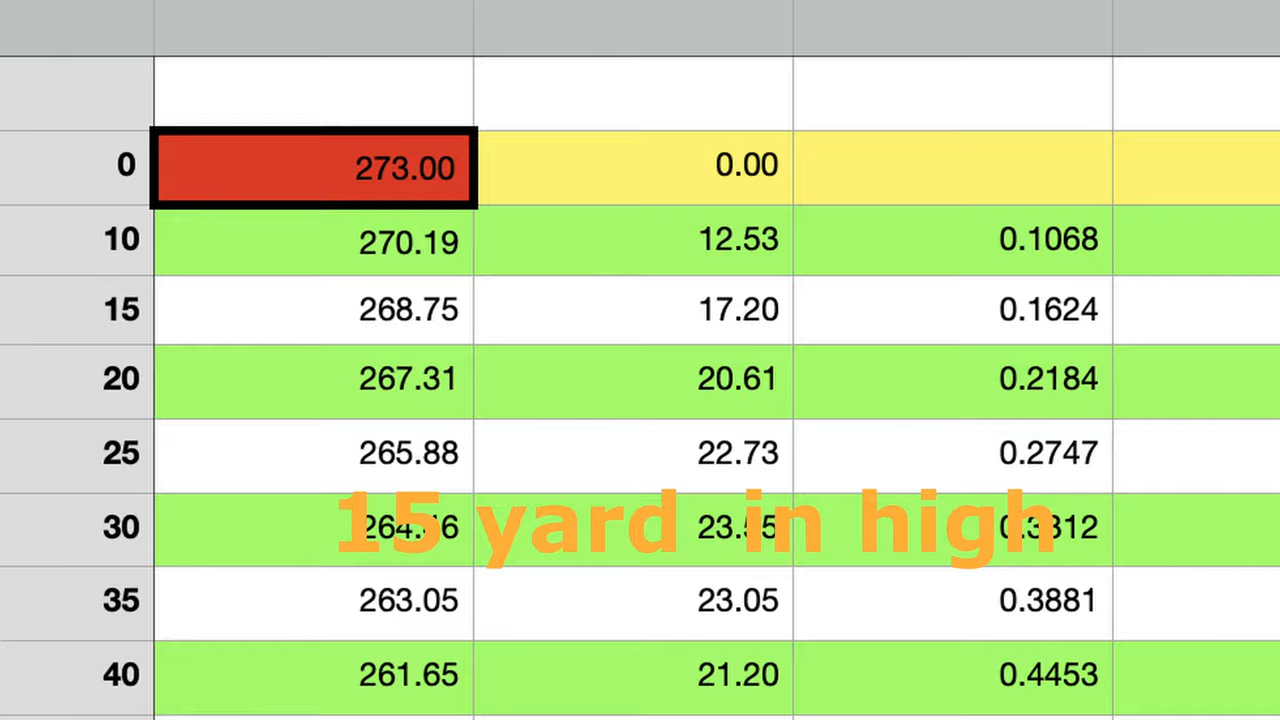 0 273.00 0.00
10 270.19 12.53 0.1068
15 268.75 17.20 0.1624
20 267.31 20.61 0.2184
25 265.88 22.73 0.2747
30
15 yard in high
35 263.05 23.05 0.3881
40 261.65 21.20 0.4453